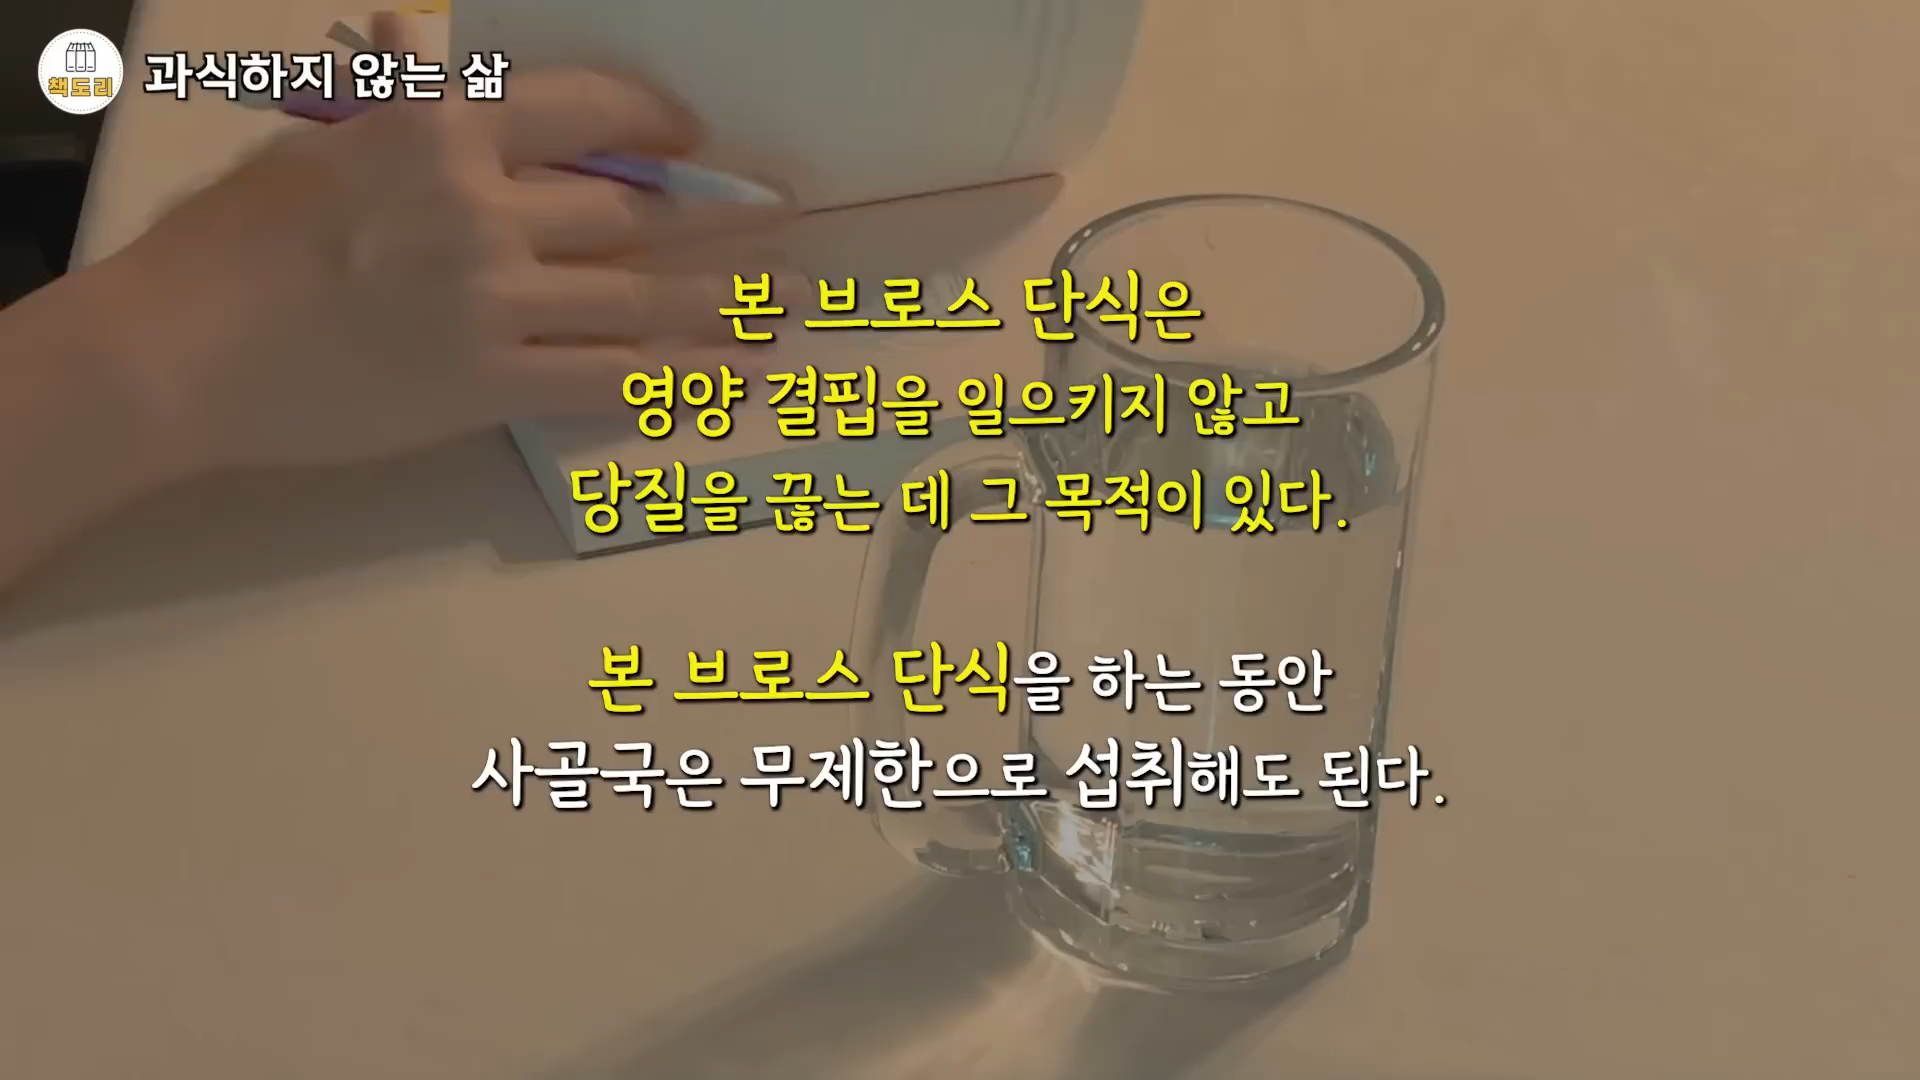 책도리
과식하지 않는 삶
본 브로스 단식은
영양 결핍을 일으키지 않고
당질을 끊는 데 그 목적이 있다.
본 브로스 단식을 하는 동안
사골국은 무제한으로 섭취해도 된다.